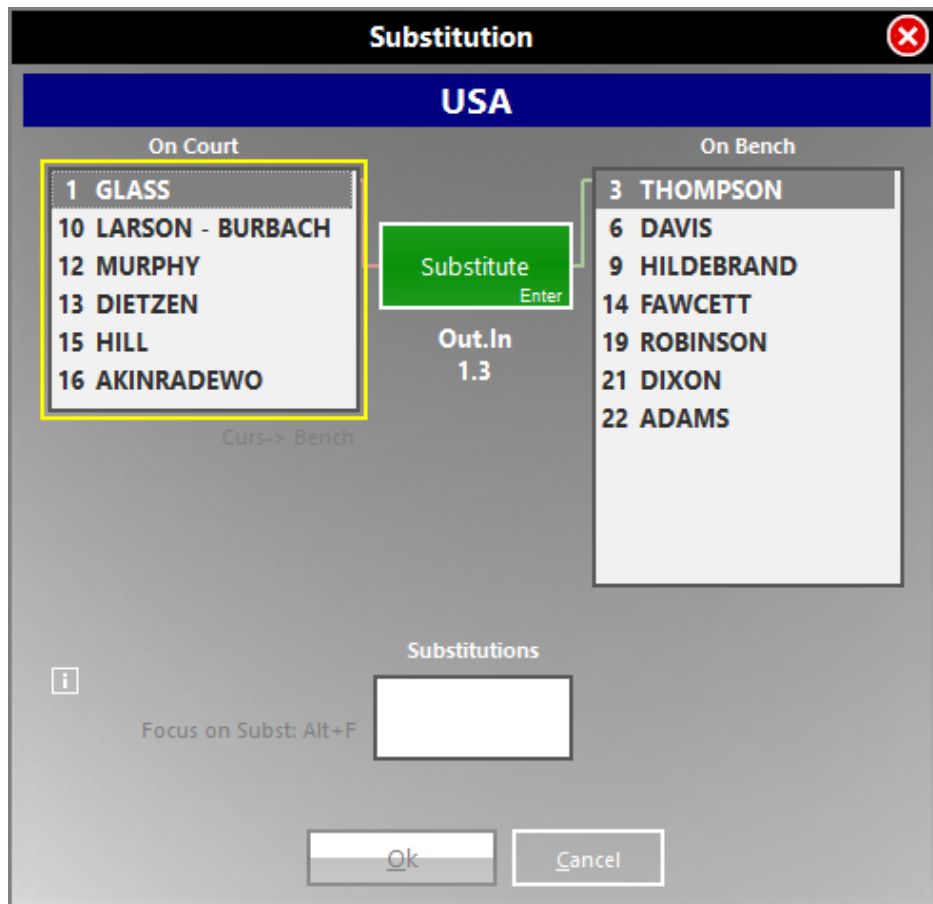 Substitution
USA
On Court
1 GLASS
10 LARSON - BURBACH
12 MURPHY
13 DIETZEN
15 HILL
16 AKINRADEWO
Curs-> Bench
Substitute
Enter
Out.In
1.3
On Bench
3 THOMPSON
6 DAVIS
9 HILDEBRAND
14 FAWCETT
19 ROBINSON
21 DIXON
22 ADAMS
Substitutions
i
Focus on Subst: Alt+F
Ok
Cancel